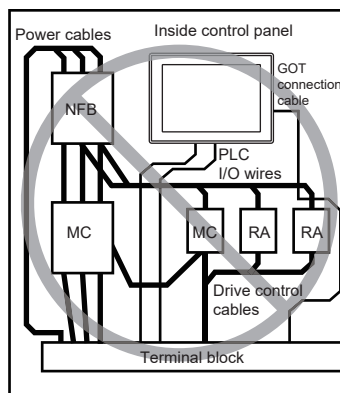 Power cables
Inside control panel
NFB
GOT
connection
cable
PLC
I/O wires
MC
MC
RA
RA
Drive control
cables
Terminal block